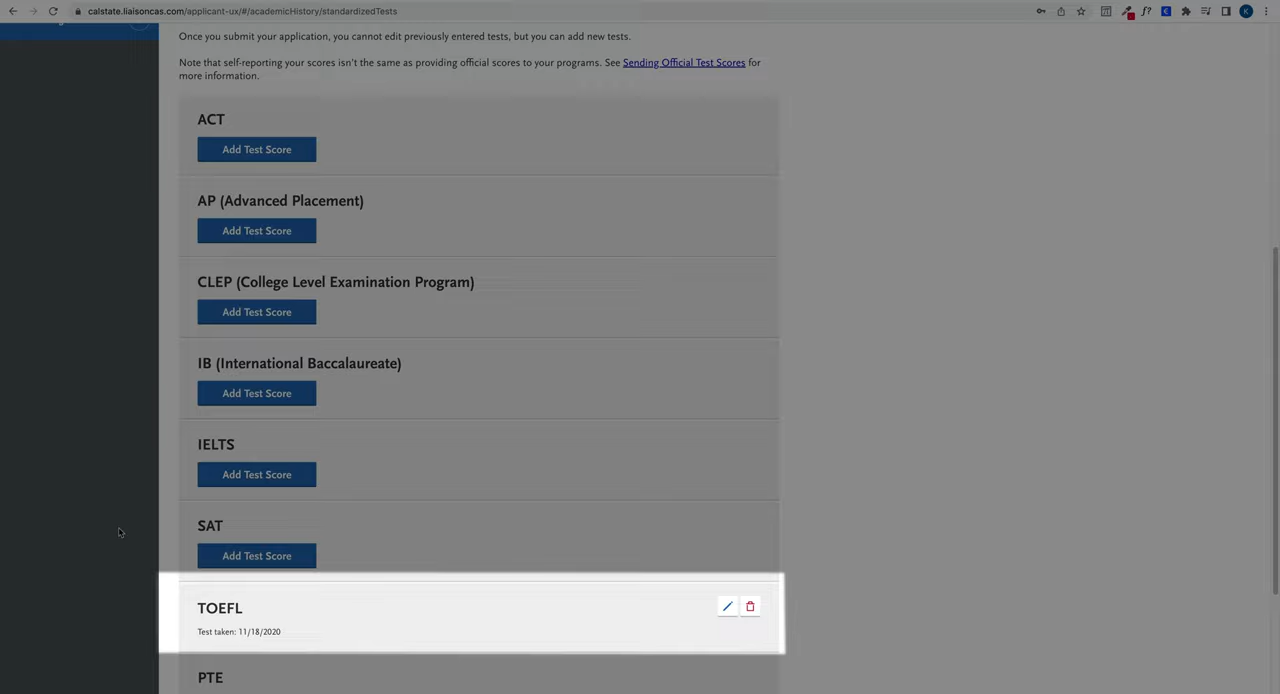 calstate.liaisoncas.com/applicant-ux/#/academicHistory/standardizedTests
Once you submit your application, you cannot edit previously entered tests, but you can add new tests.
Note that self-reporting your scores isn't the same as providing official scores to your programs. See Sending Official Test Scores for
more information.
ACT
Add Test Score
AP (Advanced Placement)
Add Test Score
CLEP (College Level Examination Program)
Add Test Score
IB (International Baccalaureate)
Add Test Score
IELTS
Add Test Score
SAT
Add Test Score
TOEFL
Test taken: 11/18/2020
PTE